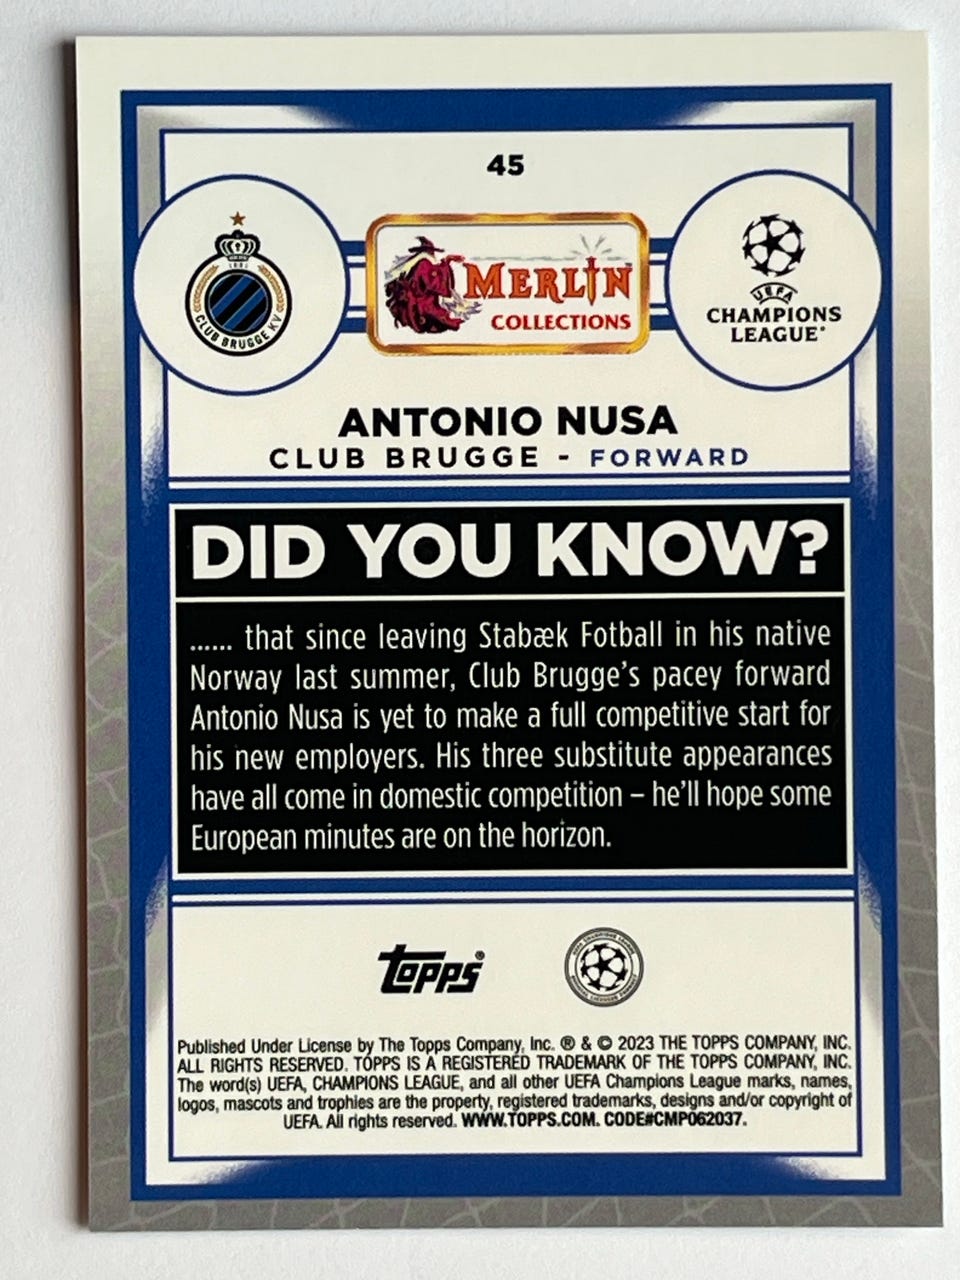 45
1891
CLUB BRUGGE KV
MERLIN
COLLECTIONS
UEFA
CHAMPIONS
LEAGUE®
ANTONIO NUSA
CLUB BRUGGE - FORWARD
DID YOU KNOW?
...... that since leaving Stabæk Fotball in his native
Norway last summer, Club Brugge’s pacey forward
Antonio Nusa is yet to make a full competitive start for
his new employers. His three substitute appearances
have all come in domestic competition – he’ll hope some
European minutes are on the horizon.
topps®
Published Under License by The Topps Company, Inc. ® & © 2023 THE TOPPS COMPANY, INC.
ALL RIGHTS RESERVED. TOPPS IS A REGISTERED TRADEMARK OF THE TOPPS COMPANY, INC.
The word(s) UEFA, CHAMPIONS LEAGUE, and all other UEFA Champions League marks, names,
logos, mascots and trophies are the property, registered trademarks, designs and/or copyright of
UEFA. All rights reserved. WWW.TOPPS.COM. CODE#CMP062037.